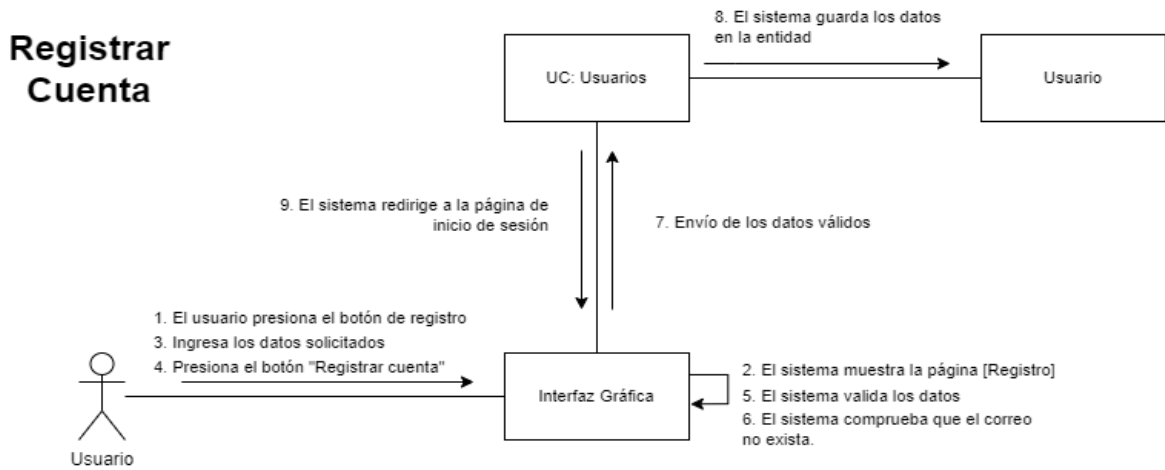 Registrar
Cuenta
8. El sistema guarda los datos
en la entidad
UC: Usuarios
Usuario
9. El sistema redirige a la página de
inicio de sesión
7. Envío de los datos válidos
1. El usuario presiona el botón de registro
3. Ingresa los datos solicitados
4. Presiona el botón "Registrar cuenta"
Interfaz Gráfica
2. El sistema muestra la página [Registro]
5. El sistema valida los datos
6. El sistema comprueba que el correo
no exista.
Usuario